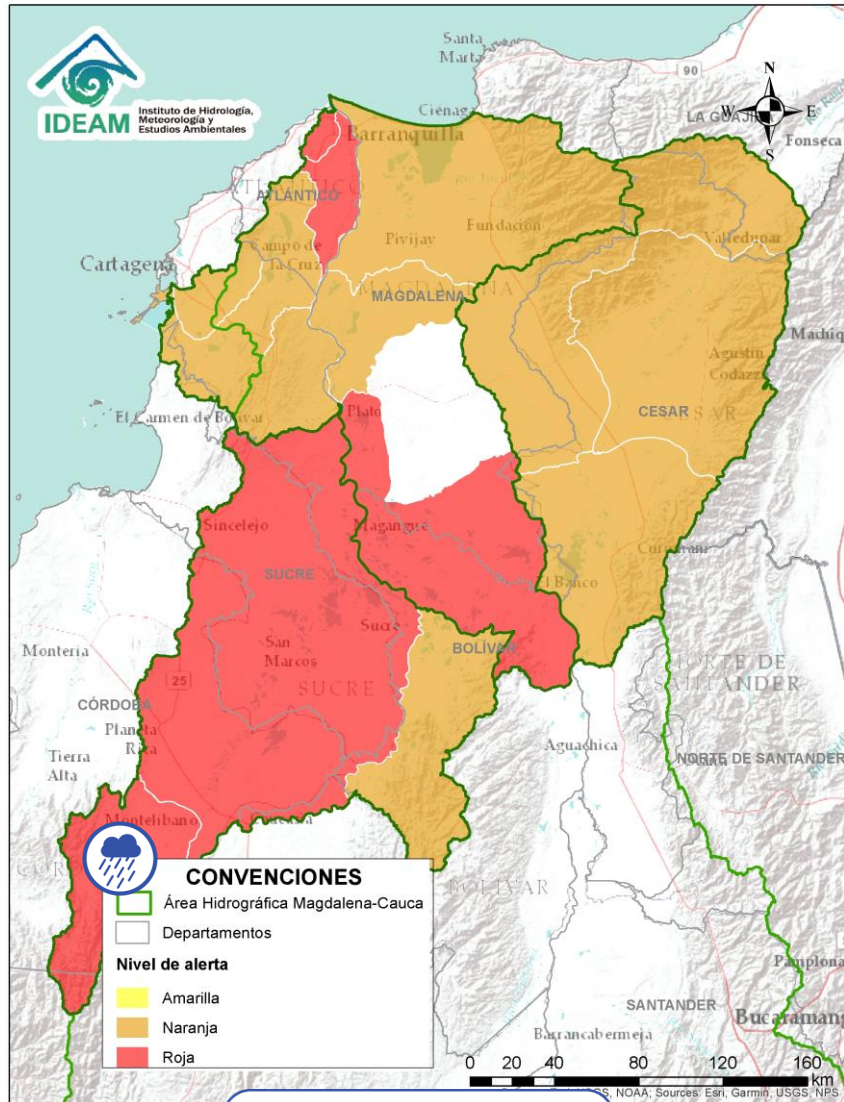 Santa
Marta
90
N
W E
S
IDEAM
Instituto de Hidrología,
Meteorología y
Estudios Ambientales
Ciénaga
LA GUAJIRA
Fonseca
Barranquilla
ATLÁNTICO
Fundación
Pivijay
Valledupar
Campo de
la Cruz
Cartagena
MAGDALENA
MAGDALENA
Machiq
Agustín
Codazzi
El Carmen de Bolívar
Plato
CESAR
CESAR
Sincelejo
Magangué
Curumaní
SUCRE
El Banco
Sucre
BOLÍVAR
Montería
San
Marcos
NORTE DE
SANTANDER
25
SUCRE
CÓRDOBA
Planeta
Rica
Aguachica
NORTE DE SANTANDER
Tierra
Alta
Montelíbano
BOLÍVAR
CONVENCIONES
Área Hidrográfica Magdalena-Cauca
Departamentos
Nivel de alerta
Amarilla
Naranja
Roja
Pamplona
SANTANDER
Bucaramang
Barrancabermeja
0 20 40 80 120 160
km
NOAA; Sources: Esri, Garmin, USGS, NPS